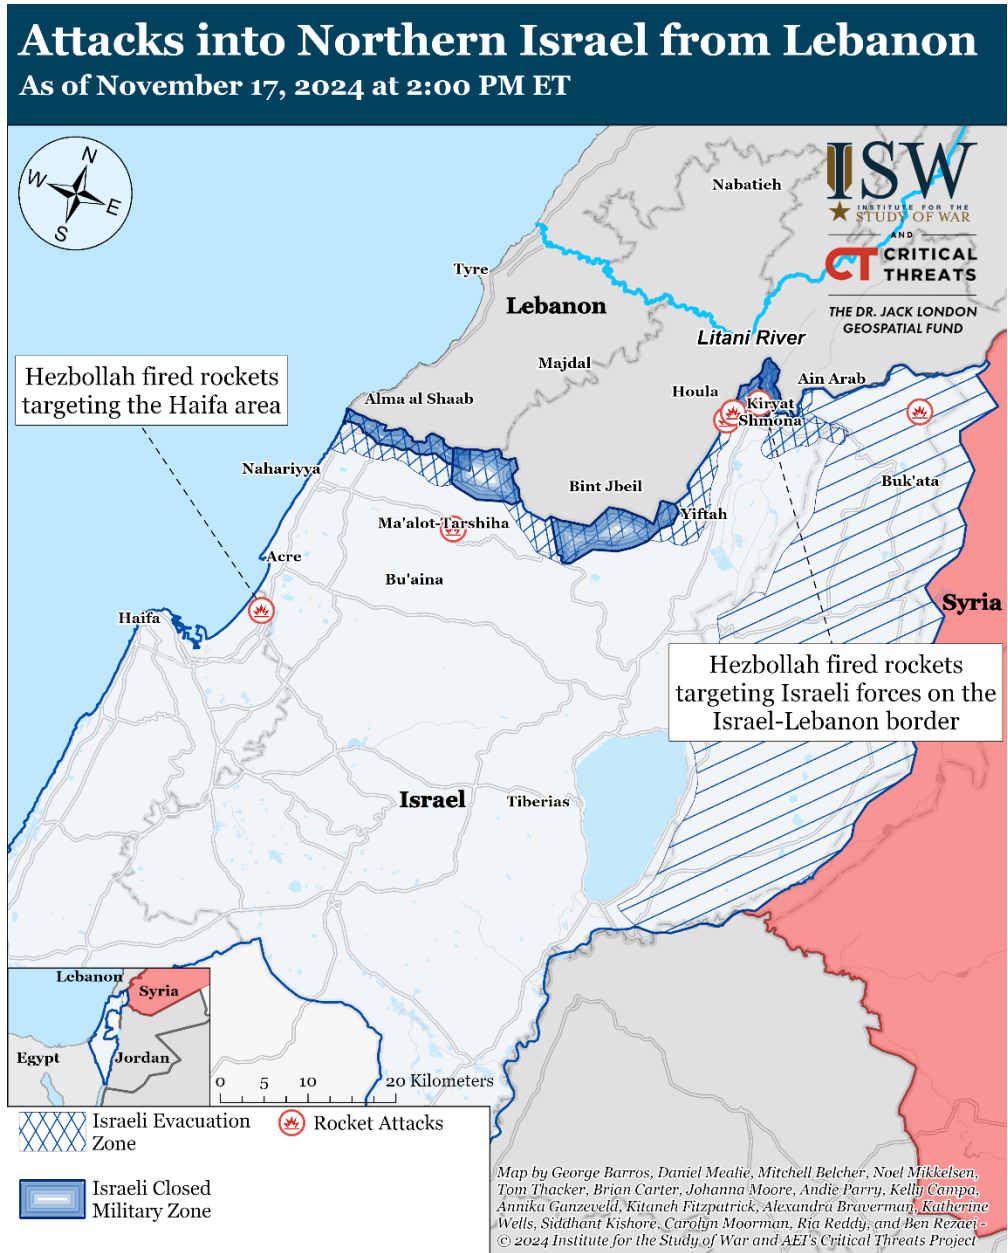 Attacks into Northern Israel from Lebanon
As of November 17, 2024 at 2:00 PM ET
N
W
E
S
ISW
INSTITUTE FOR THE
STUDY OF WAR
AND
CT CRITICAL
THREATS
THE DR. JACK LONDON
GEOSPATIAL FUND
Nabatieh
Tyre
Lebanon
Litani River
Majdal
Hezbollah fired rockets
targeting the Haifa area
Alma al Shaab
Houla
Ain Arab
Kiryat
Shmona
Nahariyya
Bint Jbeil
Buk'ata
Yiftah
Ma'alot-Tarshiha
Acre
Bu'aina
Haifa
Syria
Hezbollah fired rockets
targeting Israeli forces on the
Israel-Lebanon border
Israel
Tiberias
Lebanon
Syria
Egypt
Jordan
0 5 10 20 Kilometers
Israeli Evacuation
Zone
Rocket Attacks
Israeli Closed
Military Zone
Map by George Barros, Daniel Mealie, Mitchell Belcher, Noel Mikkelsen,
Tom Thacker, Brian Carter, Johanna Moore, Andie Parry, Kelly Campa,
Annika Ganzeveld, Kitaneh Fitzpatrick, Alexandra Braverman, Katherine
Wells, Siddhant Kishore, Carolyn Moorman, Ria Reddy, and Ben Rezaei -
© 2024 Institute for the Study of War and AEI's Critical Threats Project